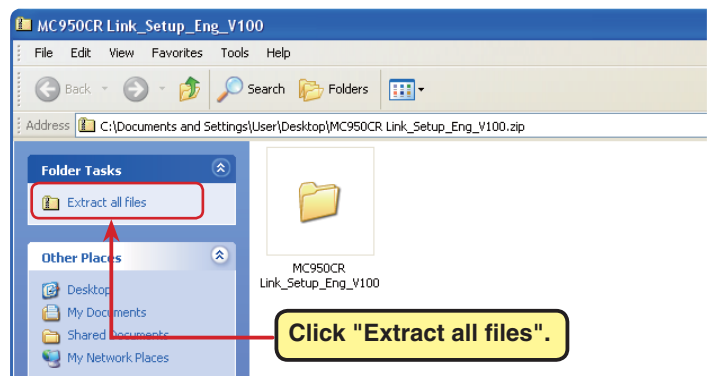 MC950CR Link_Setup_Eng_V100
File Edit View Favorites Tools Help
Back Search Folders
Address C:\Documents and Settings\User\Desktop\MC950CR Link_Setup_Eng_V100.zip
Folder Tasks
Extract all files
MC950CR
Link_Setup_Eng_V100
Other Places
Desktop
My Documents
Shared Documents
My Network Places
Click "Extract all files".